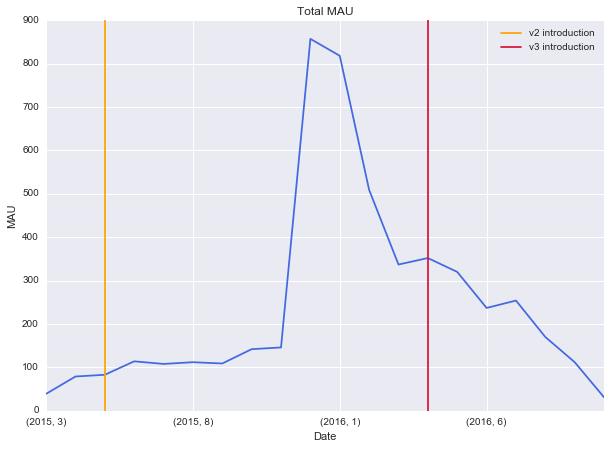 Total MAU
v2 introduction
v3 introduction
MAU
900
800
700
600
500
400
300
200
100
0
(2015, 3)
(2015, 8)
(2016, 1)
(2016, 6)
Date